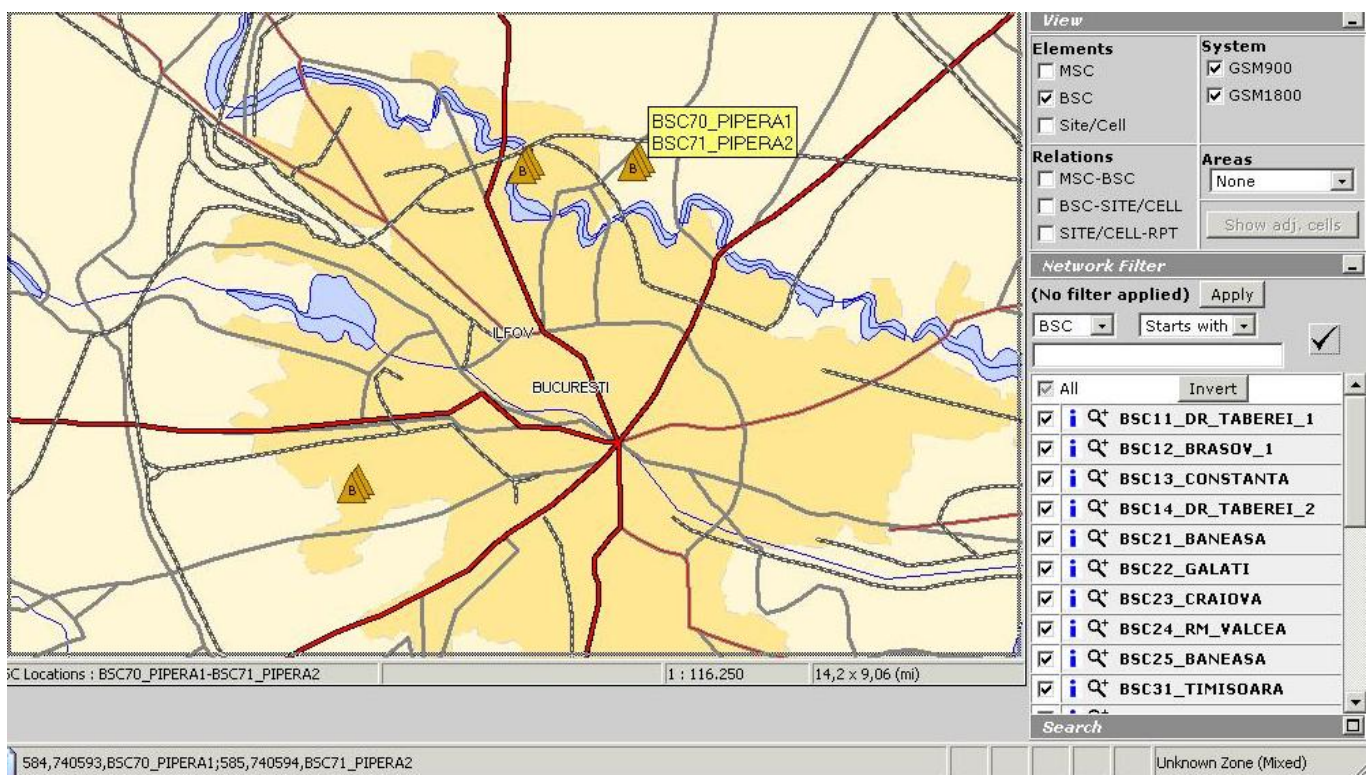 BSC70_PIPERA1
BSC71_PIPERA2
B
B
ILFOV
BUCURESTI
B
SC Locations : BSC70_PIPERA1-BSC71_PIPERA2
1 : 116.250
14,2 x 9,06 (mi)
View
Elements
MSC
BSC
Site/Cell
System
GSM900
GSM1800
Relations
MSC-BSC
BSC-SITE/CELL
SITE/CELL-RPT
Areas
None
Show adj. cells
Network Filter
(No filter applied) Apply
BSC Starts with
All Invert
BSC11_DR_TABEREI_1
BSC12_BRASOV_1
BSC13_CONSTANTA
BSC14_DR_TABEREI_2
BSC21_BANEASA
BSC22_GALATI
BSC23_CRAIOVA
BSC24_RM_VALCEA
BSC25_BANEASA
BSC31_TIMISOARA
Search
584,740593,BSC70_PIPERA1;585,740594,BSC71_PIPERA2
Unknown Zone (Mixed)